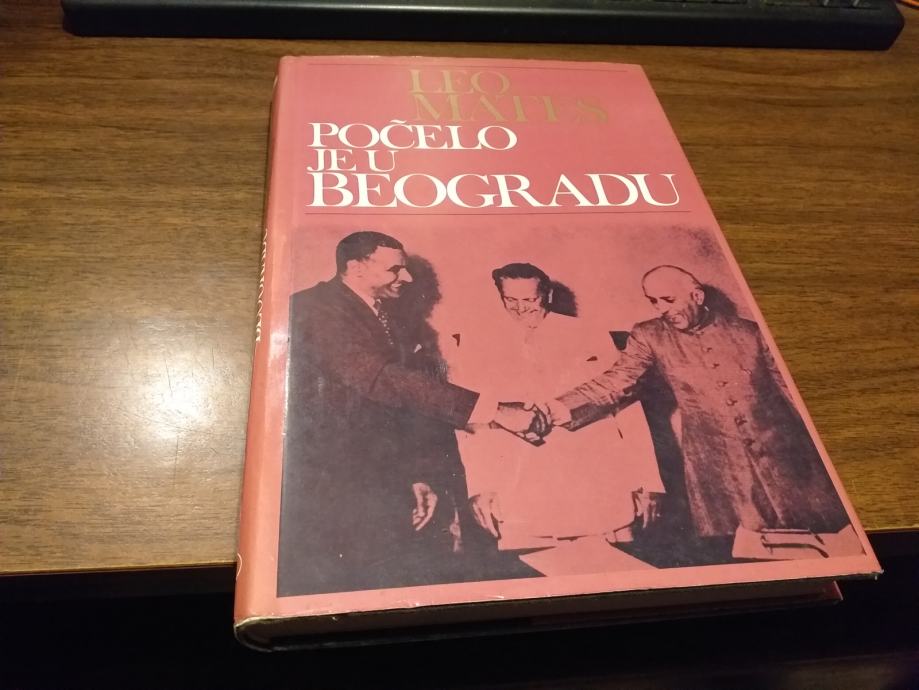 LEO
MATES
POČELO
JE U
BEOGRADU